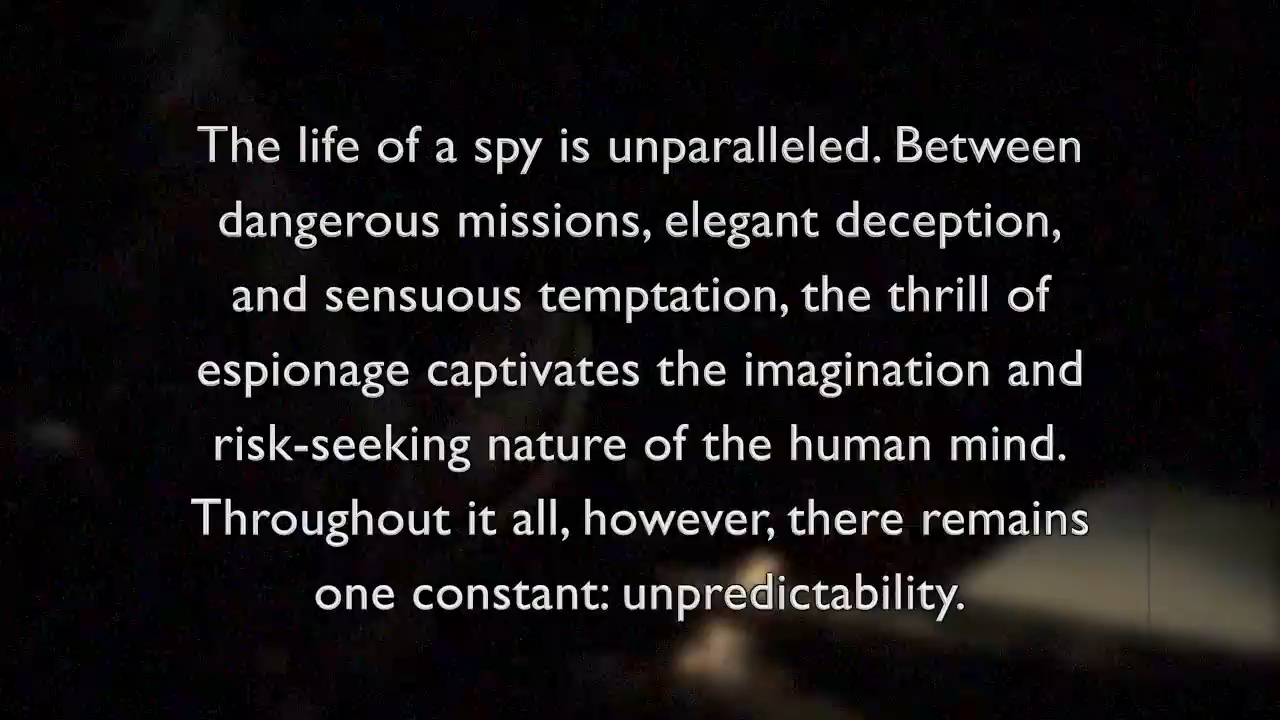 The life of a spy is unparalleled. Between
dangerous missions, elegant deception,
and sensuous temptation, the thrill of
espionage captivates the imagination and
risk-seeking nature of the human mind.
Throughout it all, however, there remains
one constant: unpredictability.